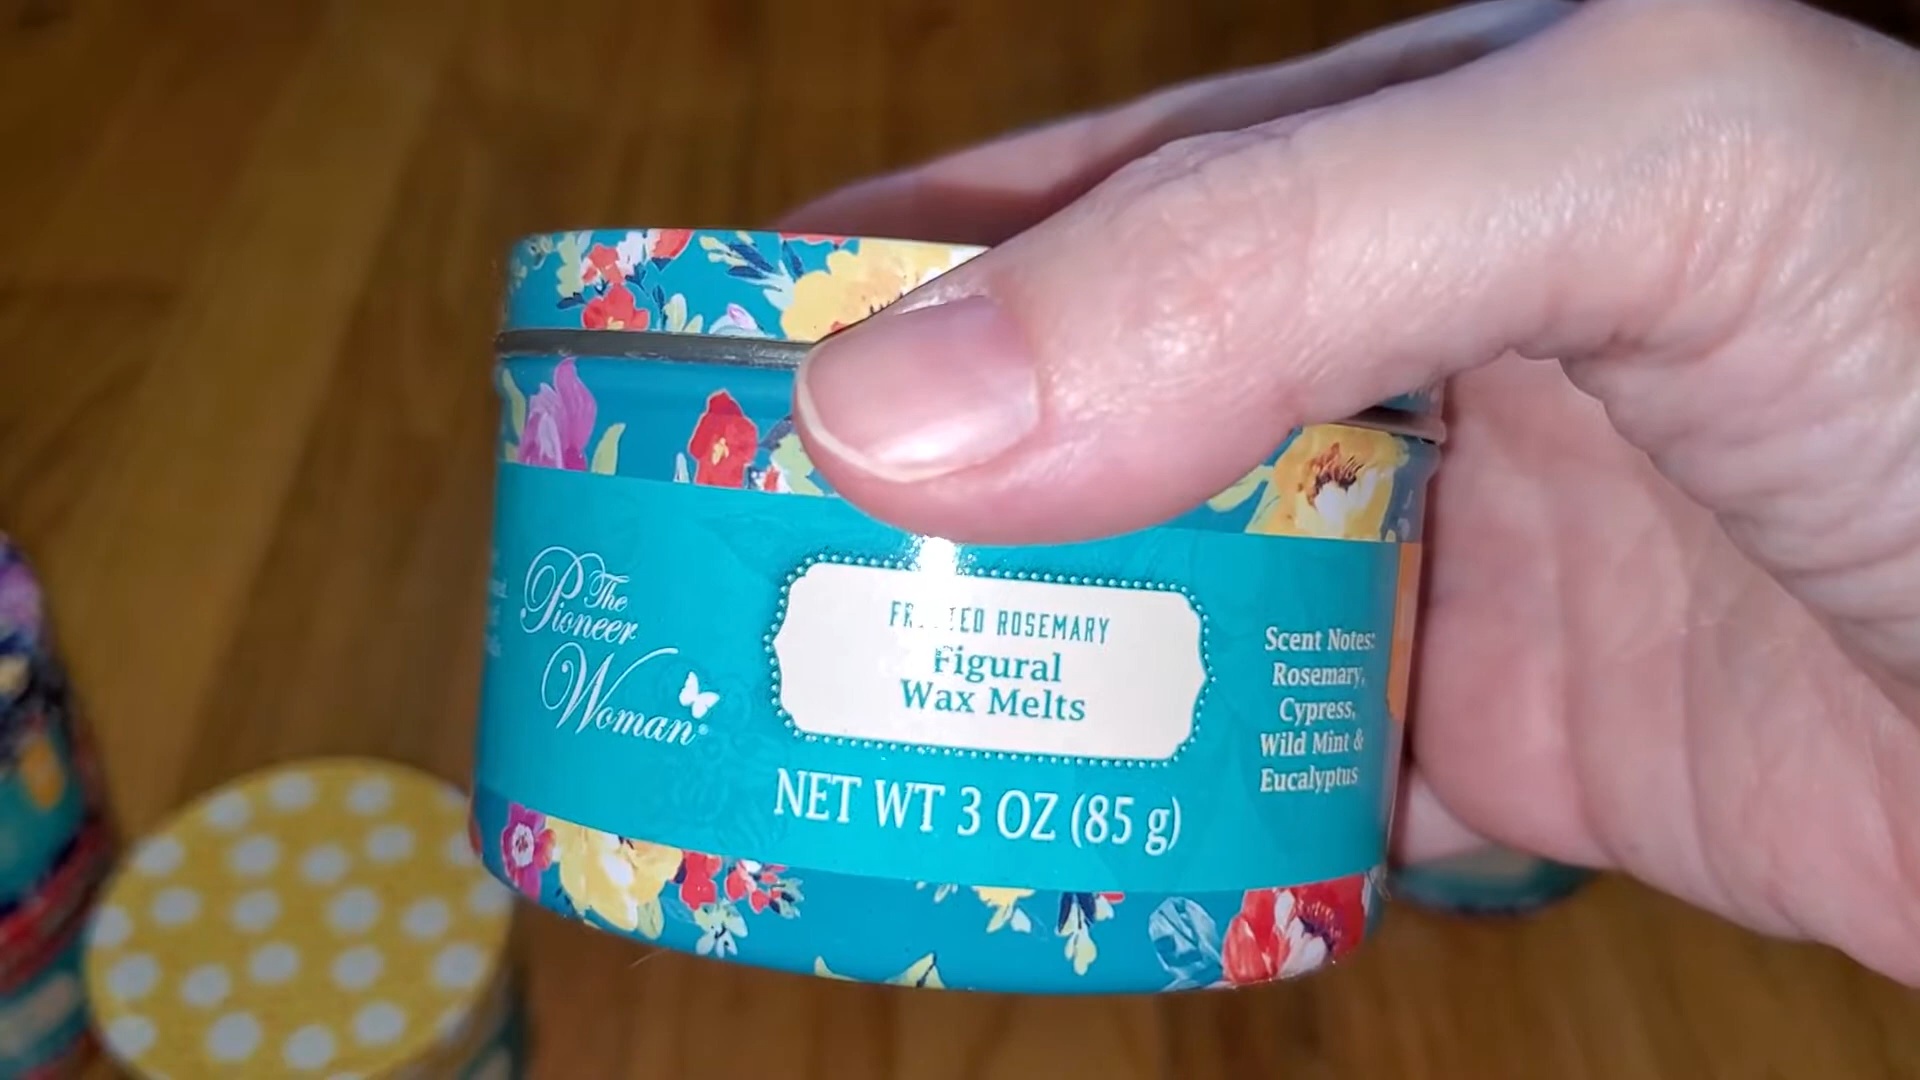 The
Pioneer
Woman®
ROSEMARY
Figural
Wax Melts
NET WT 3 OZ (85 g)
Scent Notes:
Rosemary,
Cypress,
Wild Mint &
Eucalyptus